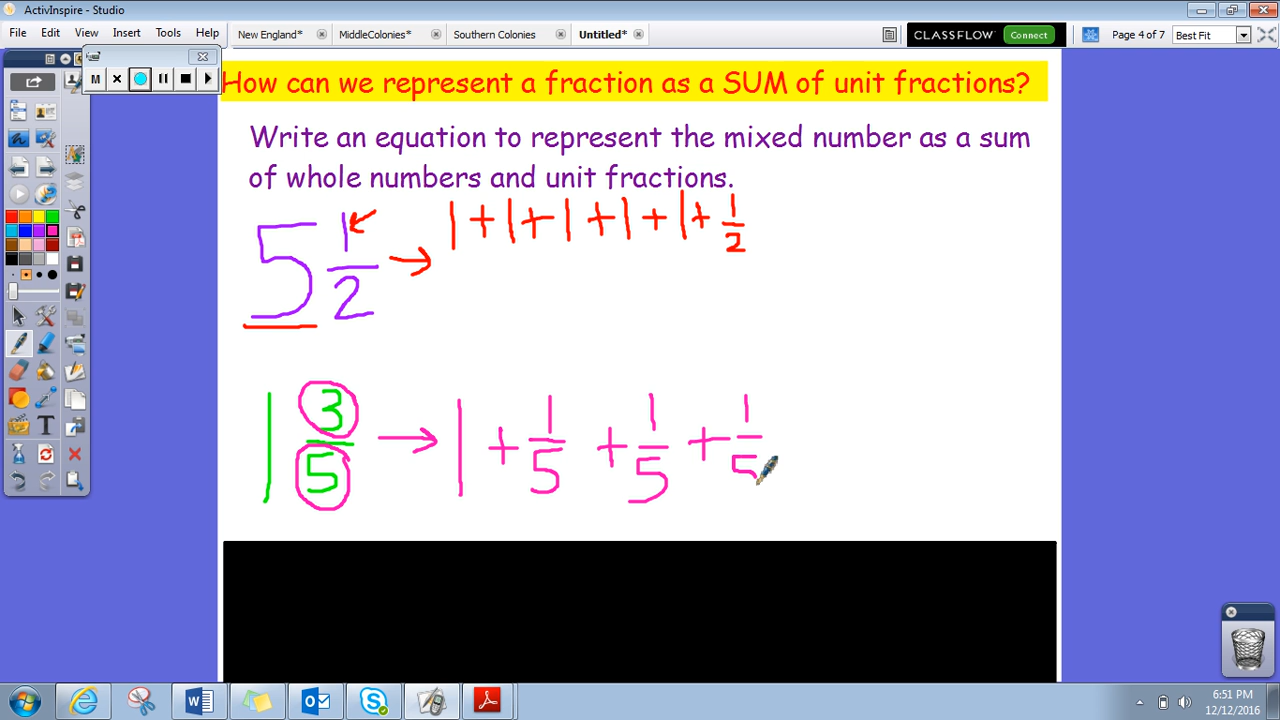 ActivInspire - Studio
File Edit View Insert Tools Help New England* MiddleColonies* Southern Colonies Untitled* CLASSFLOW Connect Page 4 of 7 Best Fit
M
How can we represent a fraction as a SUM of unit fractions?
Write an equation to represent the mixed number as a sum
of whole numbers and unit fractions.
5 1/2 → 1 + 1 + 1 + 1 + 1 + 1/2
1 3/5 → 1 + 1/5 + 1/5 + 1/5
6:51 PM
12/12/2016